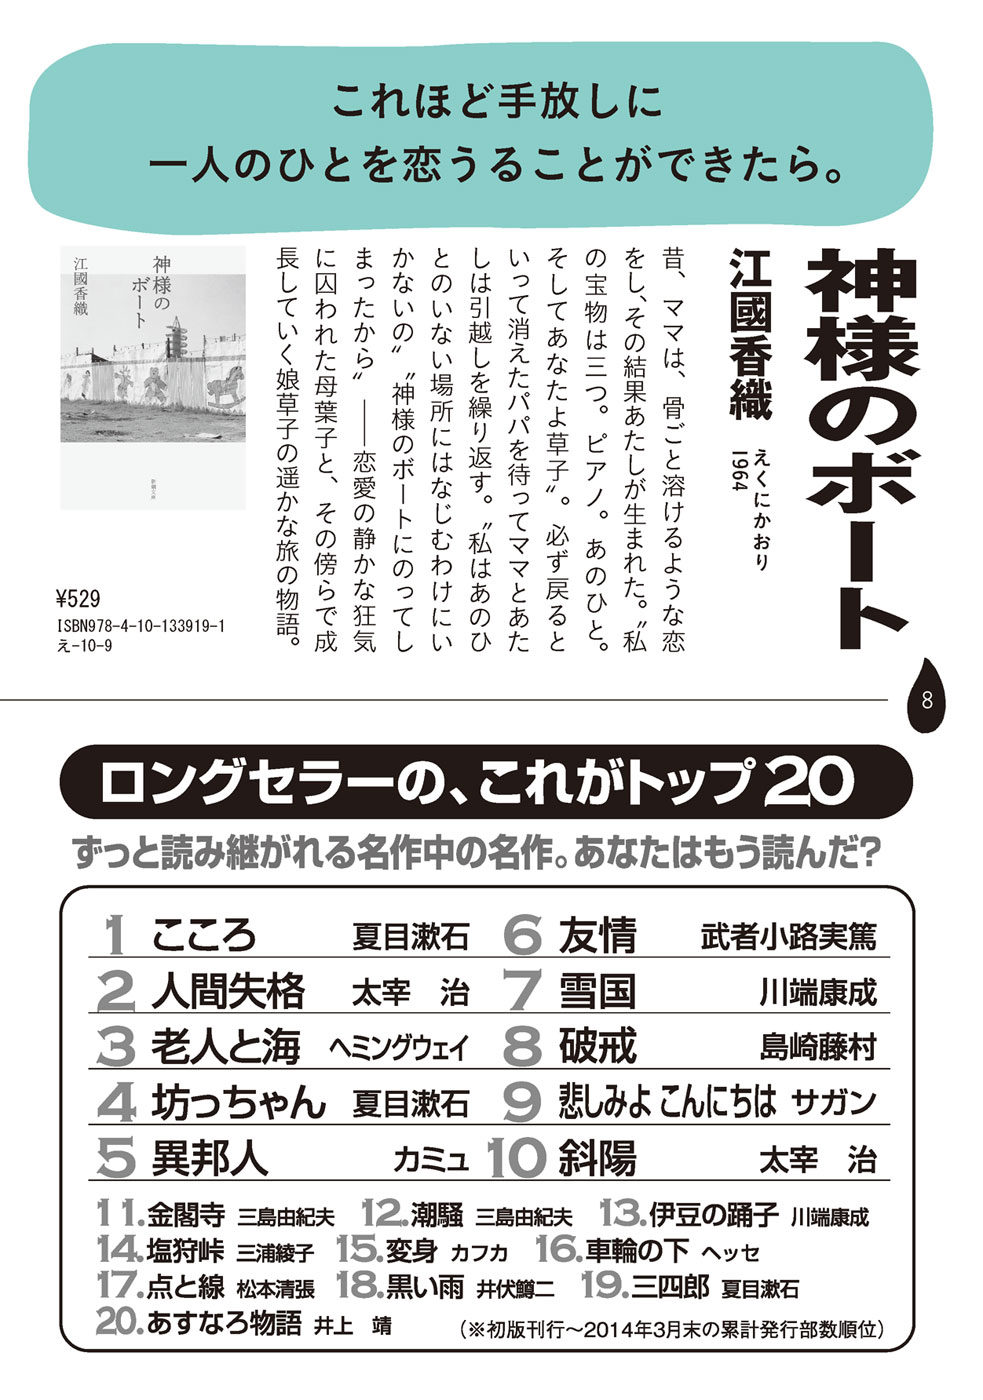 これほど手放しに
一人のひとを恋うることができたら。
神様のボート
江國香織
えくにかおり
1964
昔、ママは、骨ごと溶けるような恋
をし、その結果あたしが生まれた。〝私
の宝物は三つ。ピアノ。あのひと。
そしてあなたよ草子〟。必ず戻ると
いって消えたパパを待ってママとあた
しは引越しを繰り返す。〝私はあのひ
とのいない場所にはなじむわけにい
かないの〟〝神様のボートにのってし
まったから〟――恋愛の静かな狂気
に囚われた母葉子と、その傍らで成
長していく娘草子の遥かな旅の物語。
神様の
ボート
江國香織
新潮文庫
¥529
ISBN978-4-10-133919-1
え-10-9
8
ロングセラーの、これがトップ20
ずっと読み継がれる名作中の名作。あなたはもう読んだ?
1 こころ 夏目漱石
2 人間失格 太宰 治
3 老人と海 ヘミングウェイ
4 坊っちゃん 夏目漱石
5 異邦人 カミュ
6 友情 武者小路実篤
7 雪国 川端康成
8 破戒 島崎藤村
9 悲しみよ こんにちは サガン
10 斜陽 太宰 治
11.金閣寺 三島由紀夫 12.潮騒 三島由紀夫 13.伊豆の踊子 川端康成
14.塩狩峠 三浦綾子 15.変身 カフカ 16.車輪の下 ヘッセ
17.点と線 松本清張 18.黒い雨 井伏鱒二 19.三四郎 夏目漱石
20.あすなろ物語 井上 靖 (※初版刊行〜2014年3月末の累計発行部数順位)